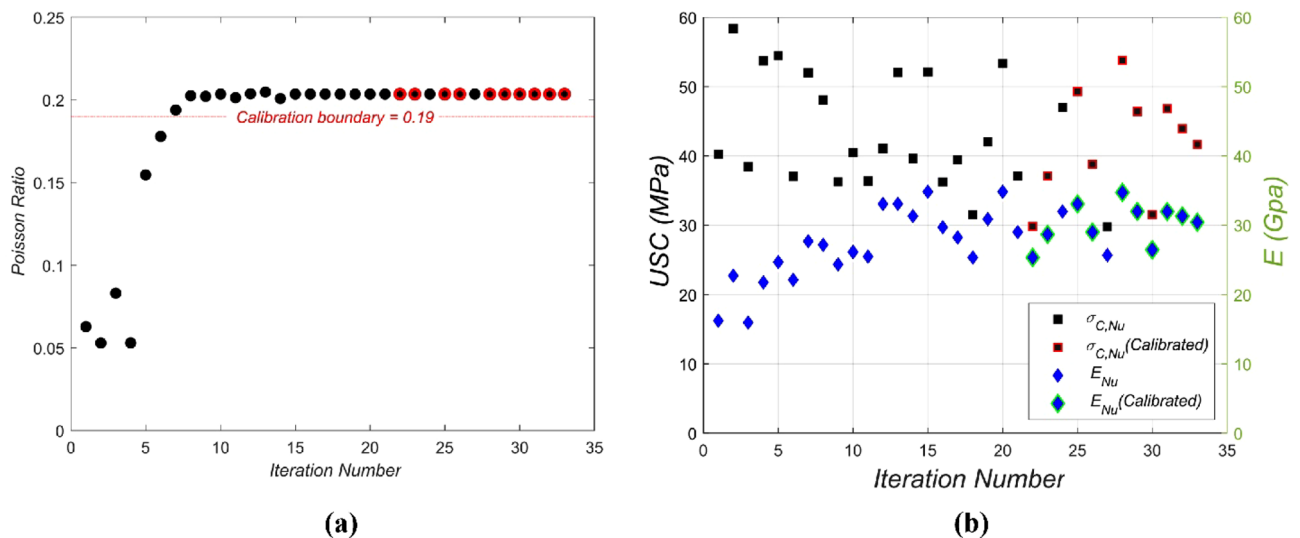 0.25
0.2
0.15
0.1
0.05
0
Poisson Ratio
Calibration boundary = 0.19
0 5 10 15 20 25 30 35
Iteration Number
(a)
60
50
40
30
20
10
0
USC (MPa)
σC,Nu
σC,Nu(Calibrated)
ENu
ENu(Calibrated)
60
50
40
30
20
10
0
E (Gpa)
0 5 10 15 20 25 30 35
Iteration Number
(b)